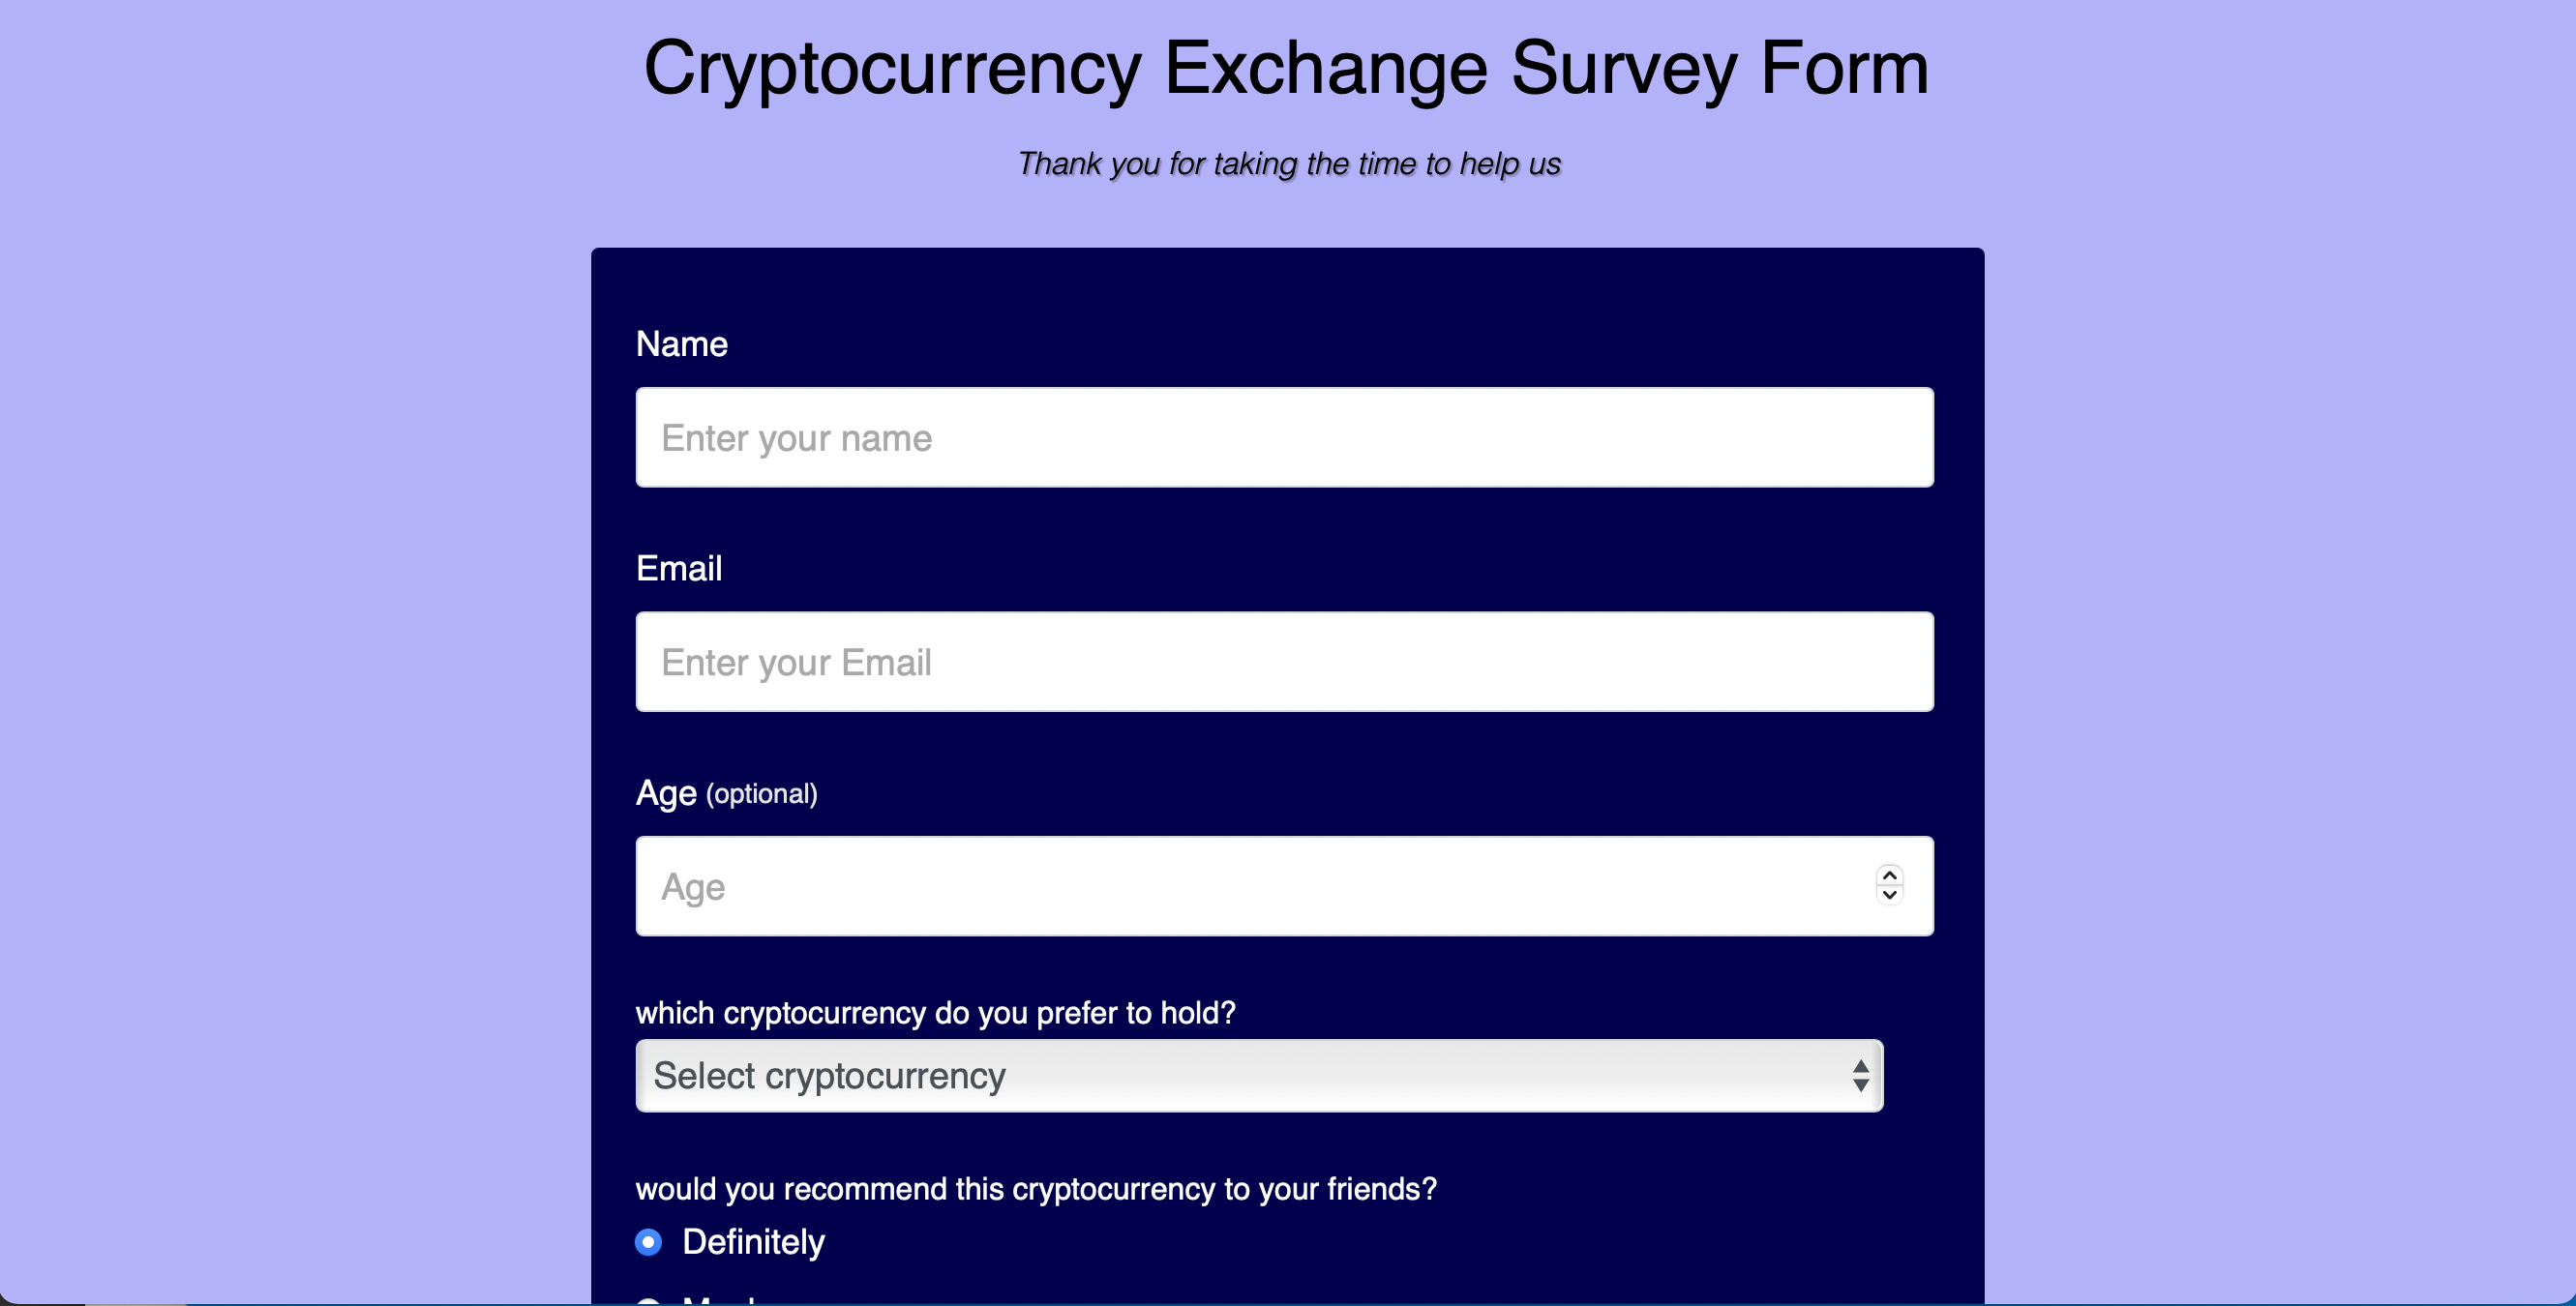 Cryptocurrency Exchange Survey Form
Thank you for taking the time to help us
Name
Enter your name
Email
Enter your Email
Age (optional)
Age
which cryptocurrency do you prefer to hold?
Select cryptocurrency
would you recommend this cryptocurrency to your friends?
Definitely